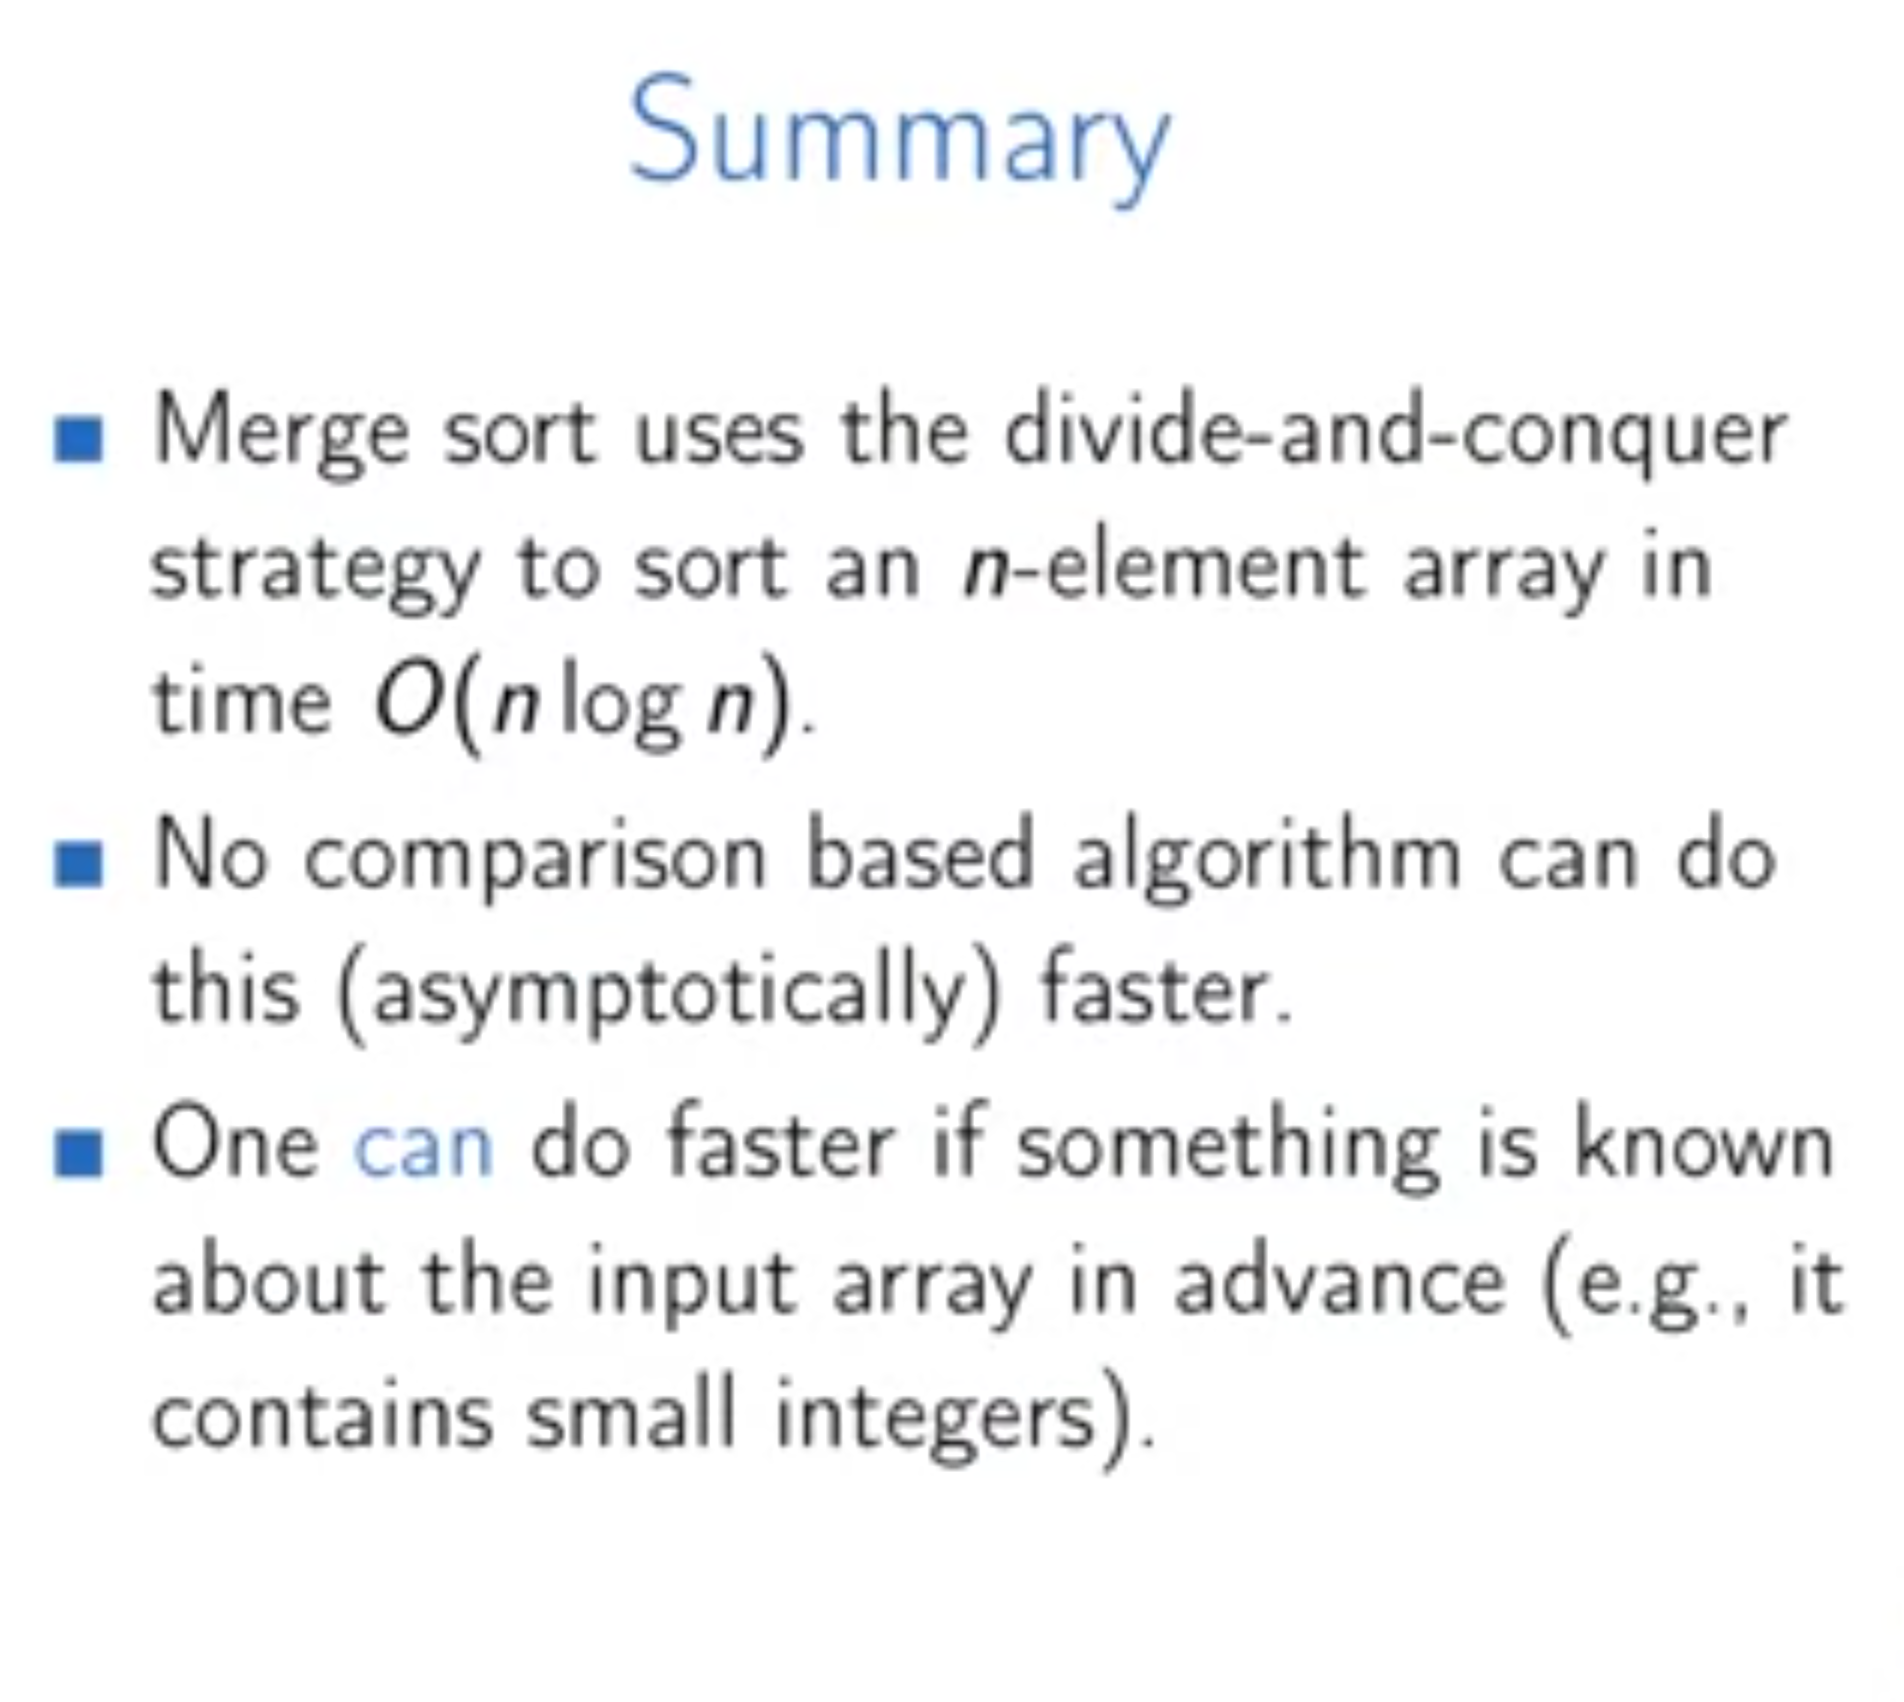 Summary
■ Merge sort uses the divide-and-conquer
strategy to sort an n-element array in
time O(n log n).
■ No comparison based algorithm can do
this (asymptotically) faster.
■ One can do faster if something is known
about the input array in advance (e.g., it
contains small integers).